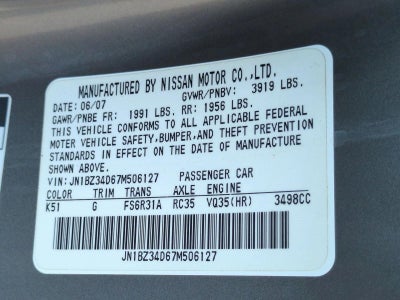 MANUFACTURED BY NISSAN MOTOR CO.,LTD.
DATE 06/07 GVWR/PNBV: 3919 LBS.
GAWR/PNBE FR: 1991 LBS. RR: 1956 LBS.
THIS VEHICLE CONFORMS TO ALL APPLICABLE FEDERAL
MOTOR VEHICLE SAFETY,BUMPER,AND THEFT PREVENTION
STANDARDS IN EFFECT ON THE DATE OF MANUFACTURE
SHOWN ABOVE.
VIN: JN1BZ34D67M506127 PASSENGER CAR
COLOR TRIM TRANS AXLE ENGINE
K51 G FS6R31A RC35 VQ35(HR) 3498CC
JN1BZ34D67M506127